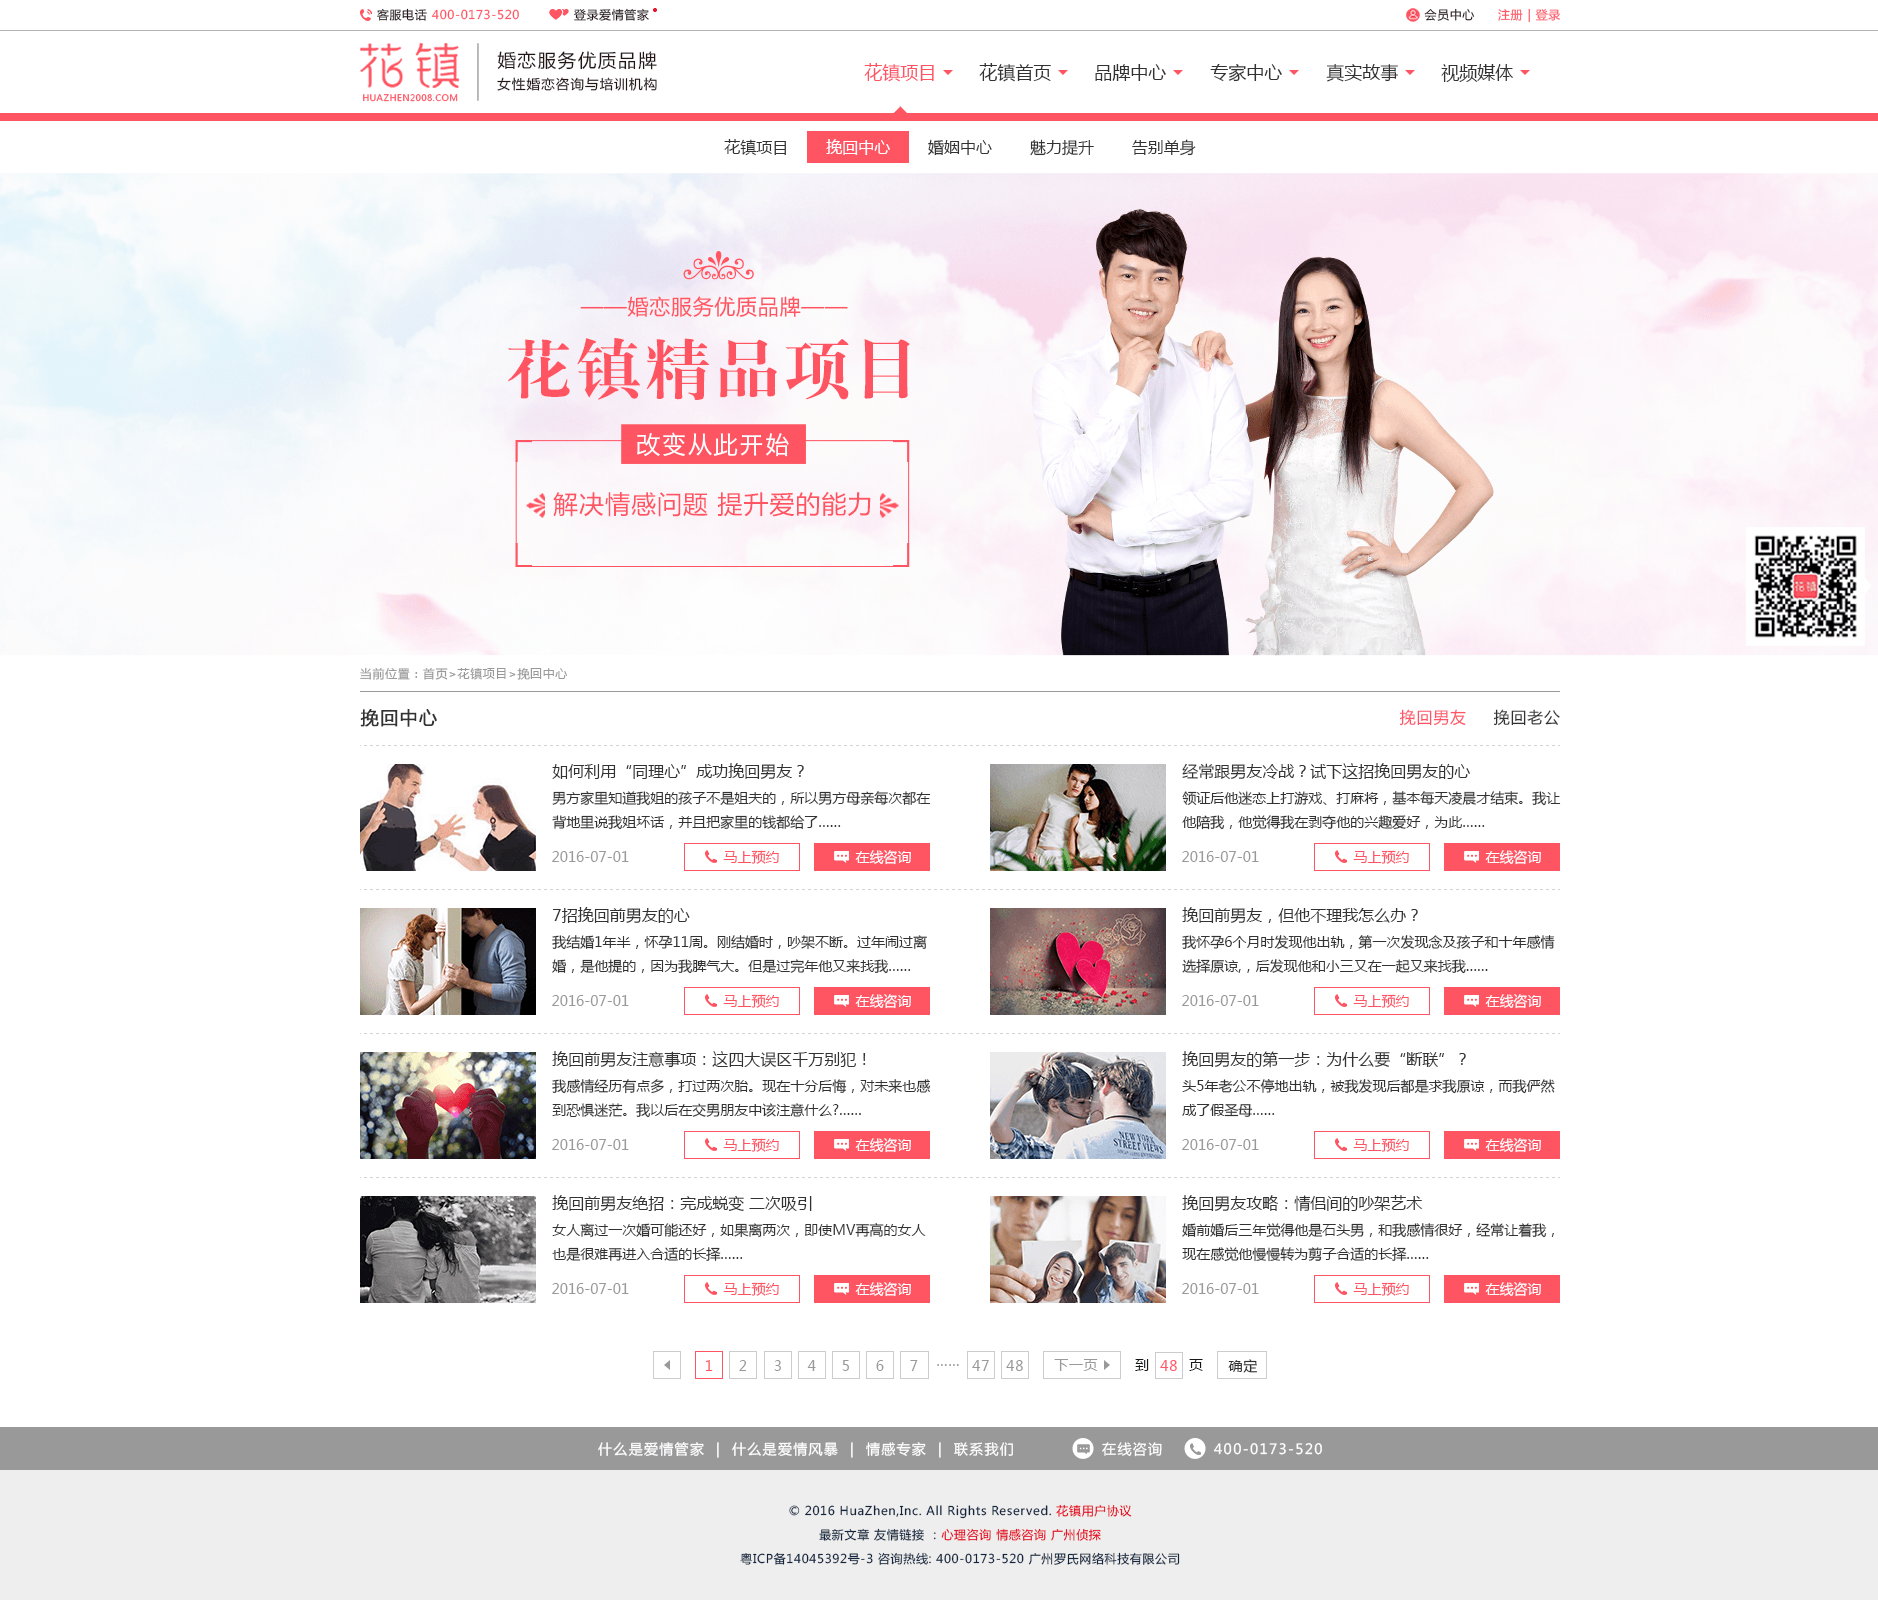 客服电话 400-0173-520 登录爱情管家 会员中心 注册 | 登录
花镇 婚恋服务优质品牌
HUAZHEN2008.COM 女性婚恋咨询与培训机构
花镇项目 花镇首页 品牌中心 专家中心 真实故事 视频媒体
花镇项目 挽回中心 婚姻中心 魅力提升 告别单身
——婚恋服务优质品牌——
花镇精品项目
改变从此开始
解决情感问题 提升爱的能力
花镇
当前位置：首页>花镇项目>挽回中心
挽回中心 挽回男友 挽回老公
如何利用“同理心”成功挽回男友？
男方家里知道我姐的孩子不是姐夫的，所以男方母亲每次都在
背地里说我姐坏话，并且把家里的钱都给了......
2016-07-01 马上预约 在线咨询
经常跟男友冷战？试下这招挽回男友的心
领证后他迷恋上打游戏、打麻将，基本每天凌晨才结束。我让
他陪我，他觉得我在剥夺他的兴趣爱好，为此......
2016-07-01 马上预约 在线咨询
7招挽回前男友的心
我结婚1年半，怀孕11周。刚结婚时，吵架不断。过年闹过离
婚，是他提的，因为我脾气大。但是过完年他又来找我......
2016-07-01 马上预约 在线咨询
挽回前男友，但他不理我怎么办？
我怀孕6个月时发现他出轨，第一次发现念及孩子和十年感情
选择原谅,，后发现他和小三又在一起又来找我......
2016-07-01 马上预约 在线咨询
挽回前男友注意事项：这四大误区千万别犯！
我感情经历有点多，打过两次胎。现在十分后悔，对未来也感
到恐惧迷茫。我以后在交男朋友中该注意什么?......
2016-07-01 马上预约 在线咨询
NEW YORK
STREET VIEWS
挽回男友的第一步：为什么要“断联”？
头5年老公不停地出轨，被我发现后都是求我原谅，而我俨然
成了假圣母......
2016-07-01 马上预约 在线咨询
挽回前男友绝招：完成蜕变 二次吸引
女人离过一次婚可能还好，如果离两次，即使MV再高的女人
也是很难再进入合适的长择......
2016-07-01 马上预约 在线咨询
挽回男友攻略：情侣间的吵架艺术
婚前婚后三年觉得他是石头男，和我感情很好，经常让着我，
现在感觉他慢慢转为剪子合适的长择......
2016-07-01 马上预约 在线咨询
1 2 3 4 5 6 7 ...... 47 48 下一页 到 48 页 确定
什么是爱情管家 | 什么是爱情风暴 | 情感专家 | 联系我们 在线咨询 400-0173-520
© 2016 HuaZhen,Inc. All Rights Reserved. 花镇用户协议
最新文章 友情链接 ：心理咨询 情感咨询 广州侦探
粤ICP备14045392号-3 咨询热线: 400-0173-520 广州罗氏网络科技有限公司